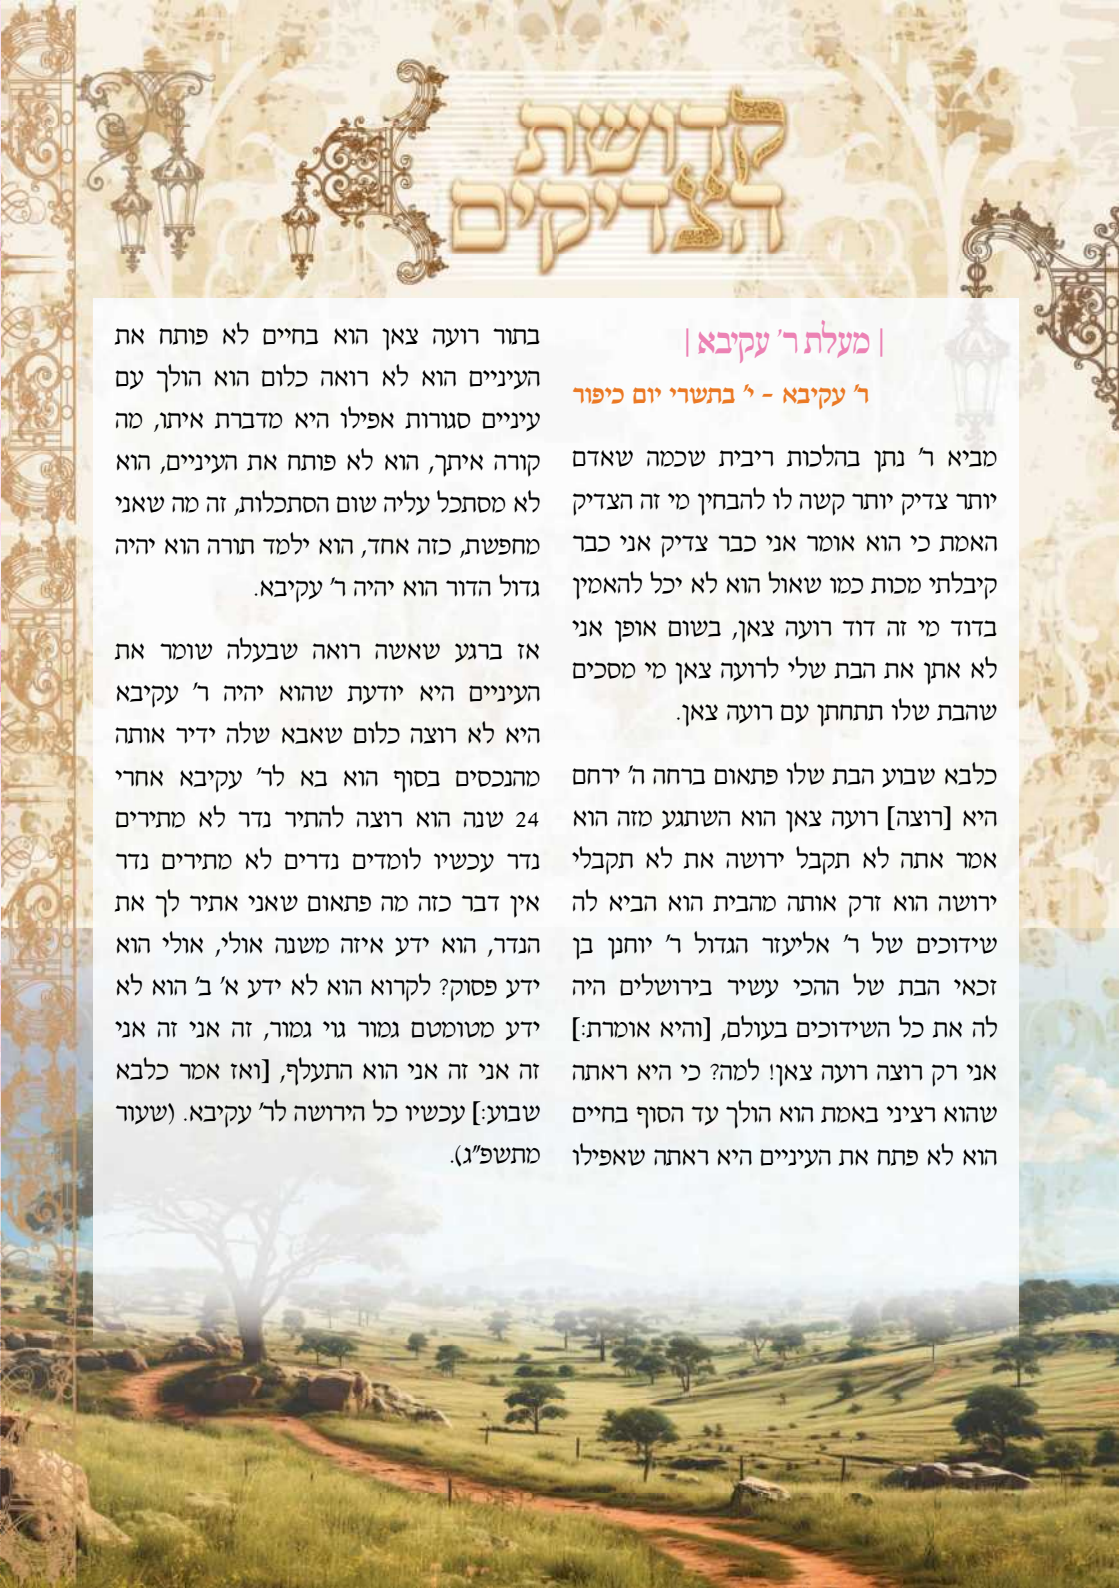 קדושת
הצדיקים
| מעלת ר' עקיבא |
ר' עקיבא - י' בתשרי יום כיפור
מביא ר' נתן בהלכות ריבית שכמה שאדם
יותר צדיק יותר קשה לו להבחין מי זה הצדיק
האמת כי הוא אומר אני כבר צדיק אני כבר
קיבלתי מכות כמו שאול הוא לא יכל להאמין
בדוד מי זה דוד רועה צאן, בשום אופן אני
לא אתן את הבת שלי לרועה צאן מי מסכים
שהבת שלו תתחתן עם רועה צאן.
כלבא שבוע הבת שלו פתאום ברחה ה' ירחם
היא [רוצה] רועה צאן הוא השתגע מזה הוא
אמר אתה לא תקבל ירושה את לא תקבלי
ירושה הוא זרק אותה מהבית הוא הביא לה
שידוכים של ר' אליעזר הגדול ר' יוחנן בן
זכאי הבת של ההכי עשיר בירושלים היה
לה את כל השידוכים בעולם, [והיא אומרת:]
אני רק רוצה רועה צאן! למה? כי היא ראתה
שהוא רציני באמת הוא הולך עד הסוף בחיים
הוא לא פתח את העיניים היא ראתה שאפילו
בתור רועה צאן הוא בחיים לא פותח את
העיניים הוא לא רואה כלום הוא הולך עם
עיניים סגורות אפילו היא מדברת איתו, מה
קורה איתך, הוא לא פותח את העיניים, הוא
לא מסתכל עליה שום הסתכלות, זה מה שאני
מחפשת, כזה אחד, הוא ילמד תורה הוא יהיה
גדול הדור הוא יהיה ר' עקיבא.
אז ברגע שאשה רואה שבעלה שומר את
העיניים היא יודעת שהוא יהיה ר' עקיבא
היא לא רוצה כלום שאבא שלה ידיר אותה
מהנכסים בסוף הוא בא לר' עקיבא אחרי
24 שנה הוא רוצה להתיר נדר לא מתירים
נדר עכשיו לומדים נדרים לא מתירים נדר
אין דבר כזה מה פתאום שאני אתיר לך את
הנדר, הוא ידע איזה משנה אולי, אולי הוא
ידע פסוק? לקרוא הוא לא ידע א' ב' הוא לא
ידע מטומטם גמור גוי גמור, זה אני זה אני
זה אני זה אני הוא התעלף, [ואז אמר כלבא
שבוע:] עכשיו כל הירושה לר' עקיבא. (שעור
מתשפ"ג).